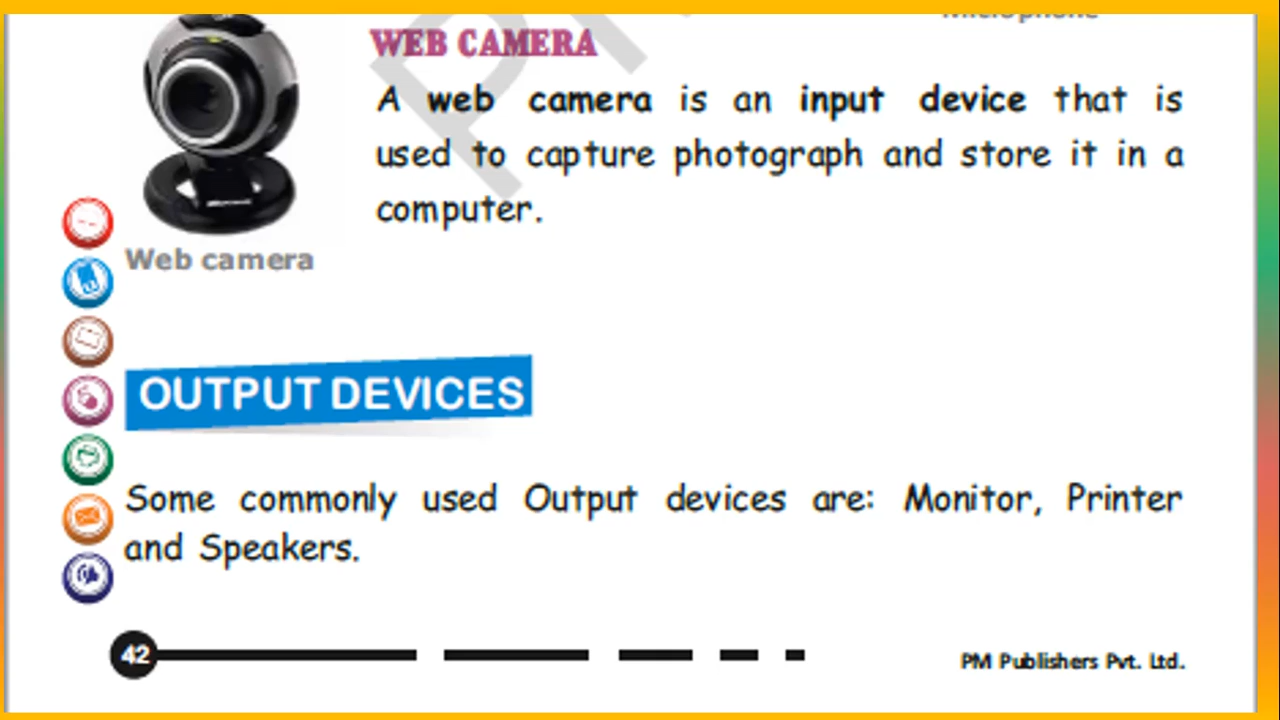 Microphone
WEB CAMERA
A web camera is an input device that is
used to capture photograph and store it in a
computer.
Web camera
OUTPUT DEVICES
Some commonly used Output devices are: Monitor, Printer
and Speakers.
42
PM Publishers Pvt. Ltd.